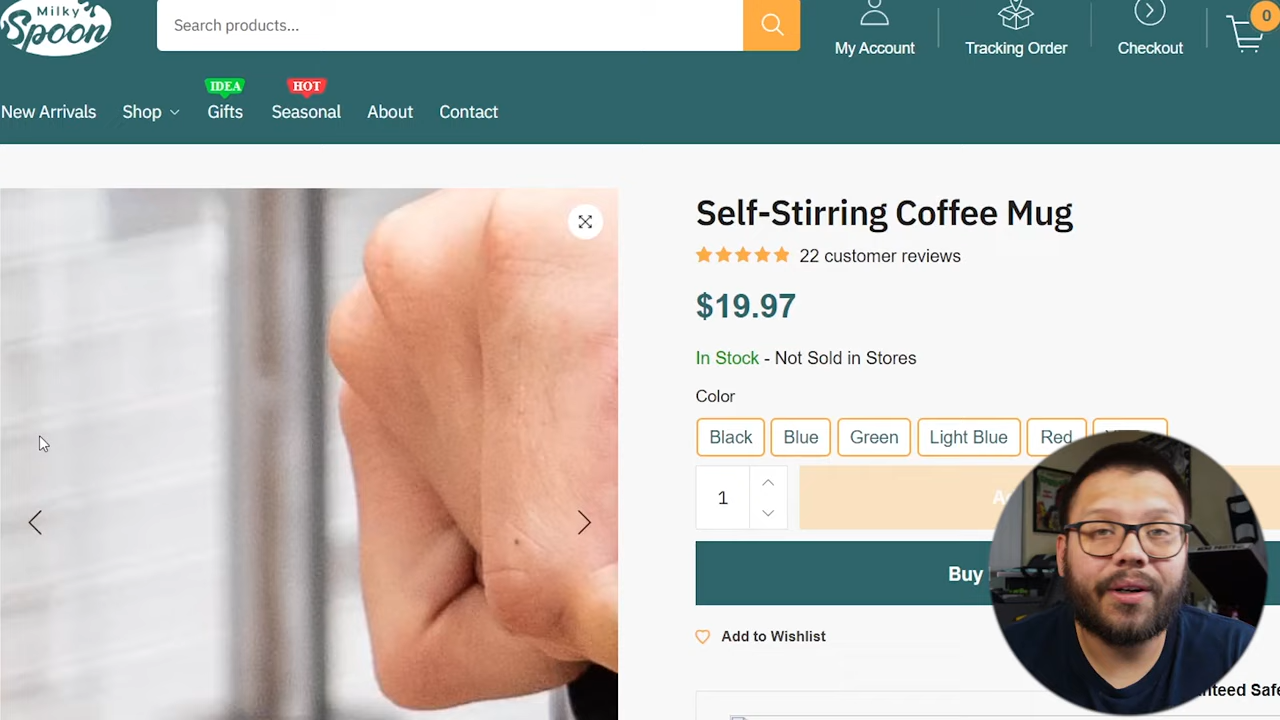 Milky
Spoon
Search products...
My Account
Tracking Order
Checkout
0
IDEA
HOT
New Arrivals
Shop
Gifts
Seasonal
About
Contact
Self-Stirring Coffee Mug
22 customer reviews
$19.97
In Stock - Not Sold in Stores
Color
Black
Blue
Green
Light Blue
Red
1
Buy
Add to Wishlist